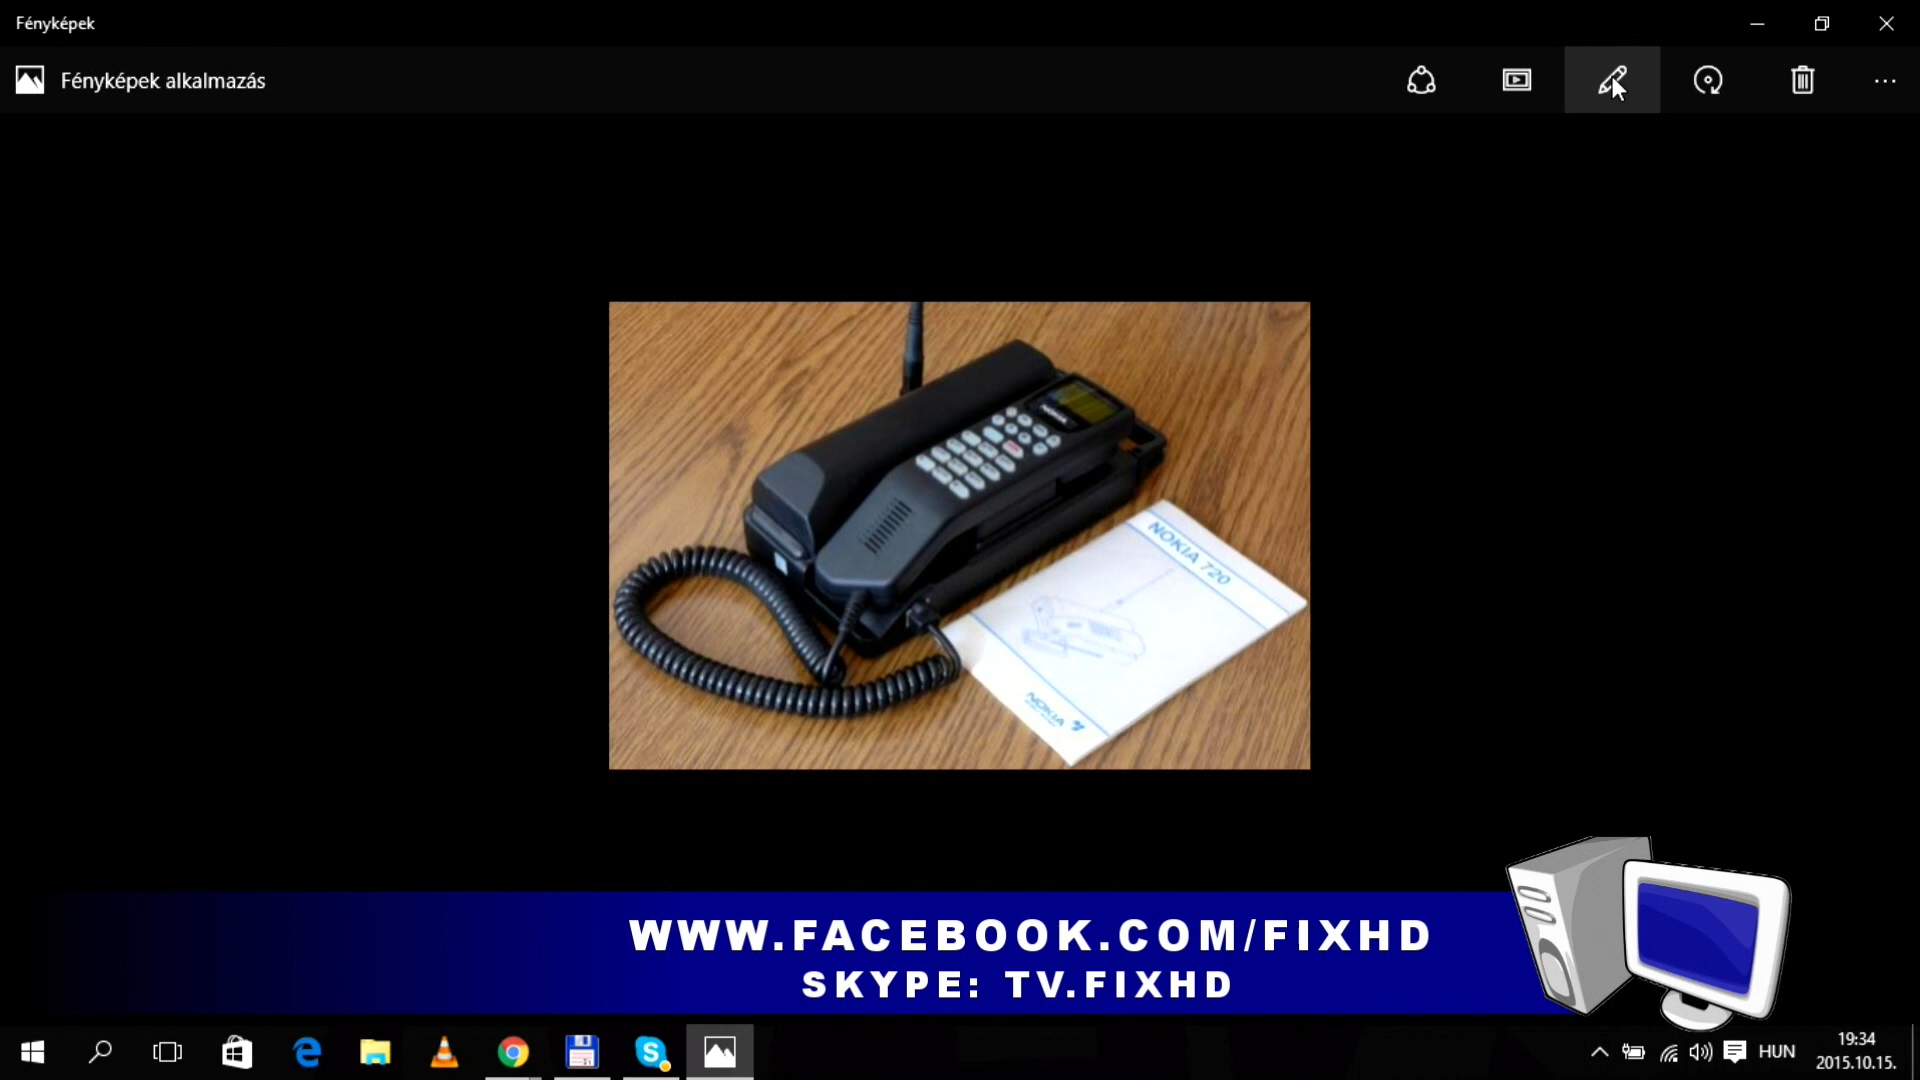 Fényképek
Fényképek alkalmazás
NOKIA
NOKIA 720
NOKIA
WWW.FACEBOOK.COM/FIXHD
SKYPE: TV.FIXHD
HUN
19:34
2015.10.15.